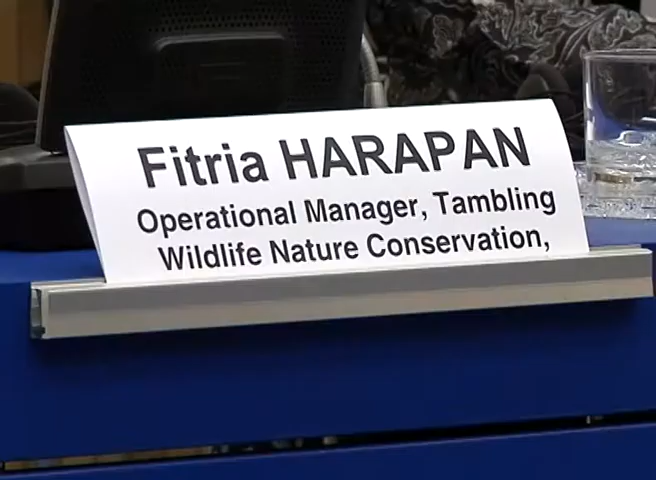 Fitria HARAPAN
Operational Manager, Tambling
Wildlife Nature Conservation,